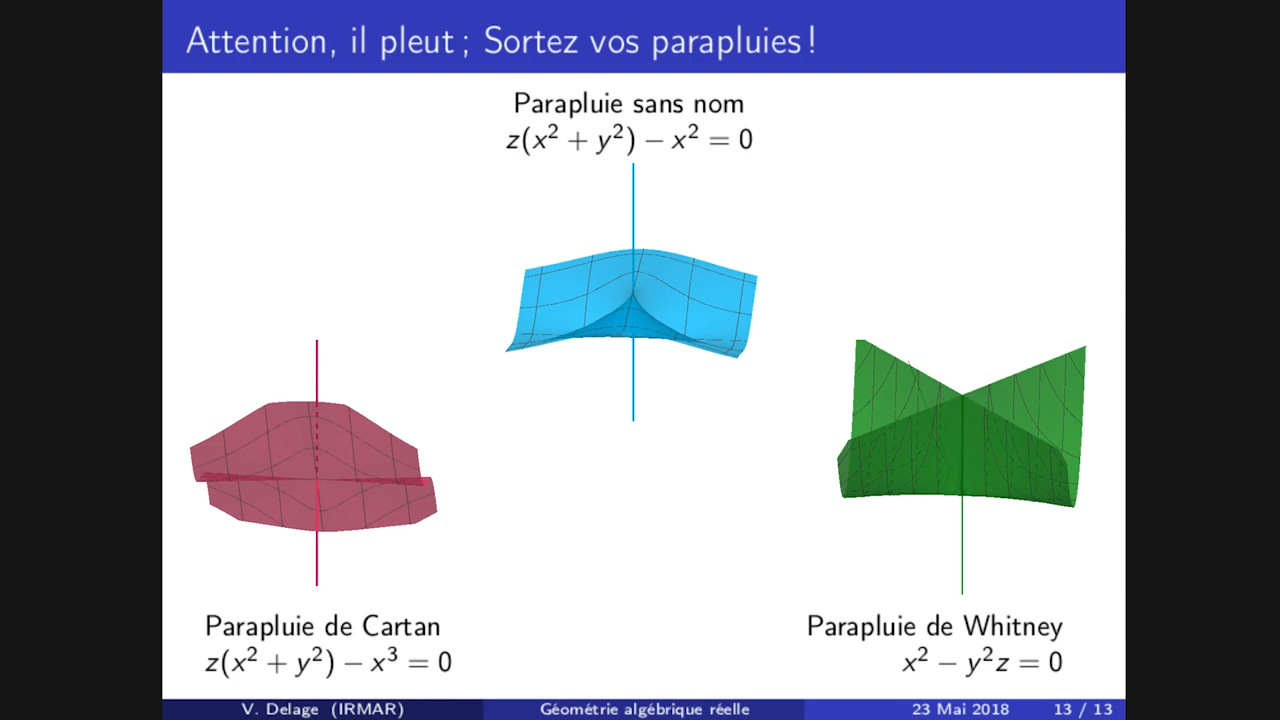 Attention, il pleut ; Sortez vos parapluies !
Parapluie sans nom
z(x² + y²) − x² = 0
Parapluie de Cartan
z(x² + y²) − x³ = 0
Parapluie de Whitney
x² − y²z = 0
V. Delage (IRMAR) Géométrie algébrique réelle 23 Mai 2018 13 / 13